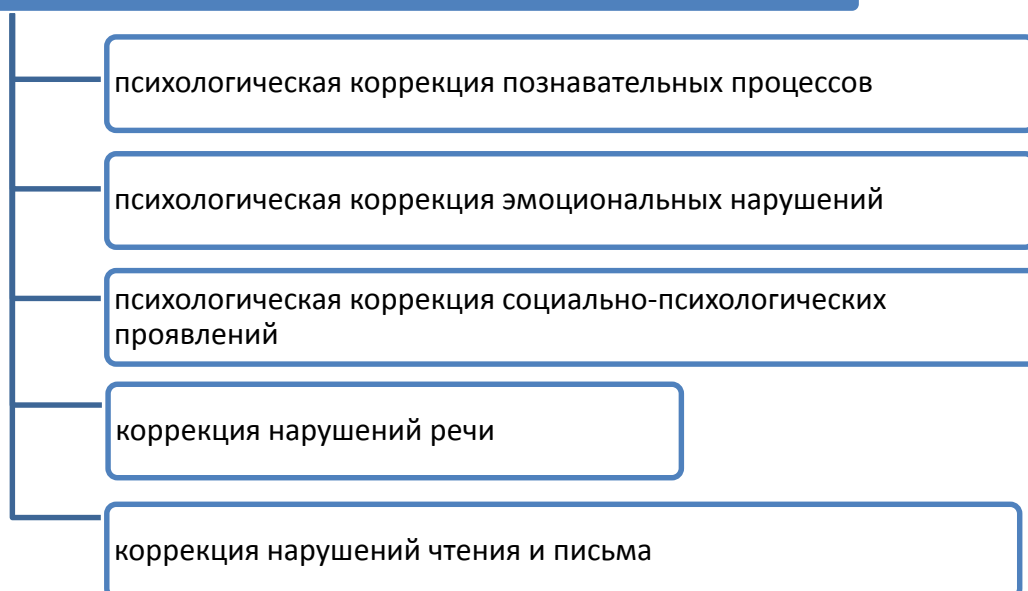 психологическая коррекция познавательных процессов
психологическая коррекция эмоциональных нарушений
психологическая коррекция социально-психологических
проявлений
коррекция нарушений речи
коррекция нарушений чтения и письма